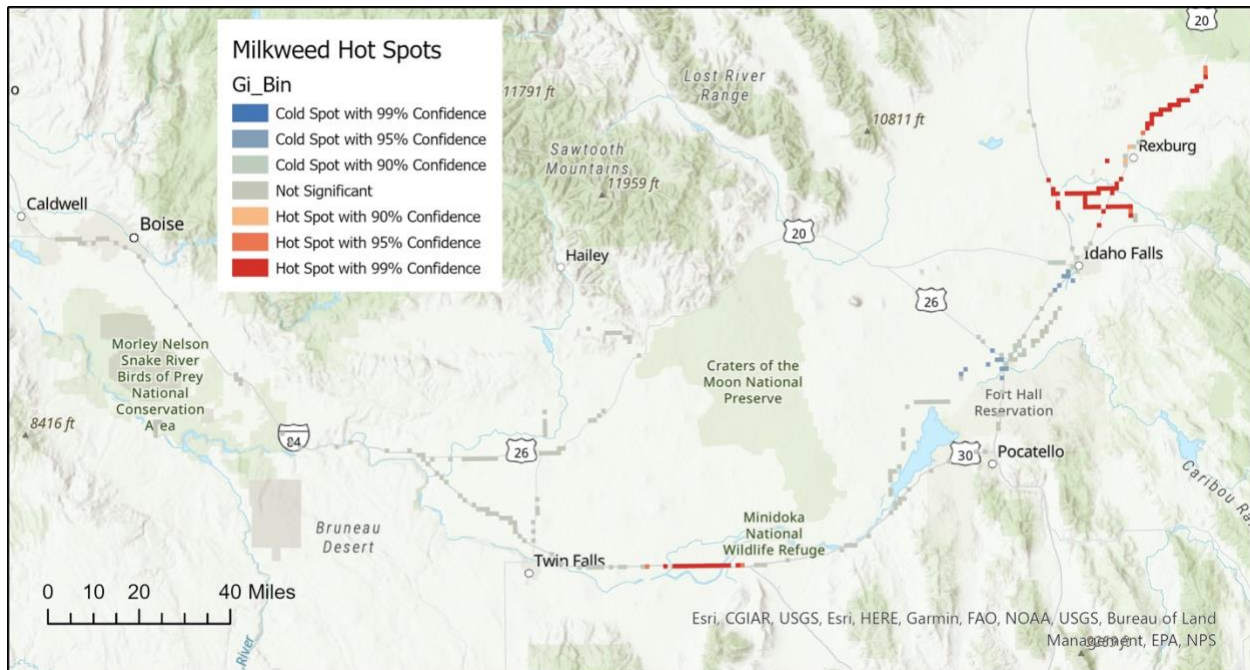 Milkweed Hot Spots
Gi_Bin
Cold Spot with 99% Confidence
Cold Spot with 95% Confidence
Cold Spot with 90% Confidence
Not Significant
Hot Spot with 90% Confidence
Hot Spot with 95% Confidence
Hot Spot with 99% Confidence
20
o
11791 ft
Lost River
Range
10811 ft
Sawtooth
Mountains
11959 ft
Rexburg
Caldwell
Boise
20
Hailey
Idaho Falls
26
Morley Nelson
Snake River
Birds of Prey
National
Conservation
Area
Craters of the
Moon National
Preserve
Fort Hall
Reservation
8416 ft
84
26
30
Pocatello
Caribou Ra
Bruneau
Desert
Minidoka
National
Wildlife Refuge
Twin Falls
0 10 20 40 Miles
River
Esri, CGIAR, USGS, Esri, HERE, Garmin, FAO, NOAA, USGS, Bureau of Land
Management, EPA, NPS